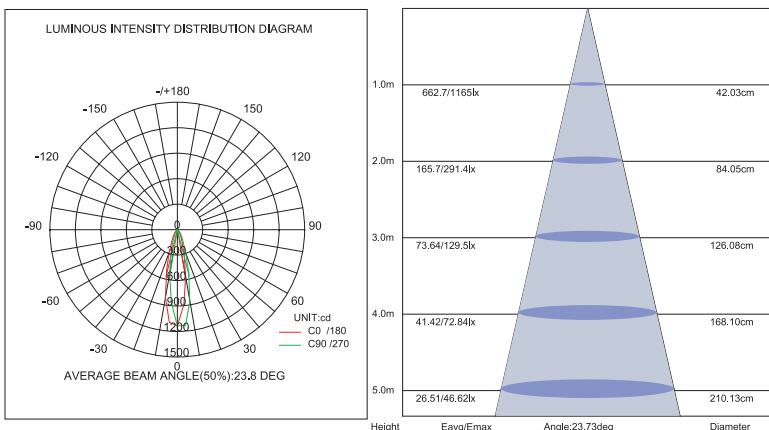 LUMINOUS INTENSITY DISTRIBUTION DIAGRAM
-/+180
-150
150
-120
120
-90
90
-60
60
-30
30
0
0
300
600
900
1200
1500
UNIT:cd
C0 /180
C90/270
AVERAGE BEAM ANGLE(50%):23.8 DEG
1.0m
662.7/1165lx
42.03cm
2.0m
165.7/291.4lx
84.05cm
3.0m
73.64/129.5lx
126.08cm
4.0m
41.42/72.84lx
168.10cm
5.0m
26.51/46.62lx
210.13cm
Height Eavg/Emax Angle:23.73deg Diameter